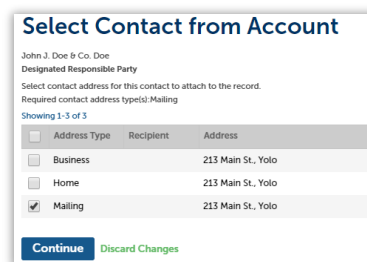 Select Contact from Account
John J. Doe & Co. Doe
Designated Responsible Party
Select contact address for this contact to attach to the record.
Required contact address type(s):Mailing
Showing 1-3 of 3
Address Type Recipient Address
Business 213 Main St., Yolo
Home 213 Main St., Yolo
Mailing 213 Main St., Yolo
Continue Discard Changes